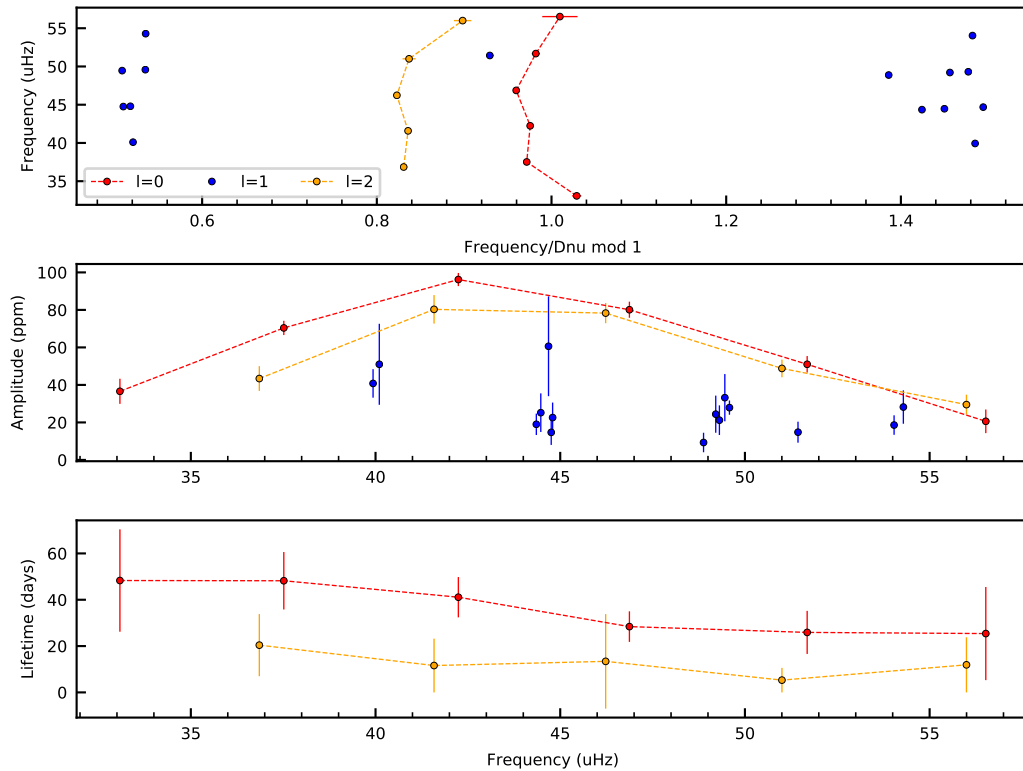 55
50
45
40
35
Frequency (uHz)
l=0 l=1 l=2
0.6 0.8 1.0 1.2 1.4
Frequency/Dnu mod 1
100
80
60
40
20
0
Amplitude (ppm)
35 40 45 50 55
60
40
20
0
Lifetime (days)
35 40 45 50 55
Frequency (uHz)